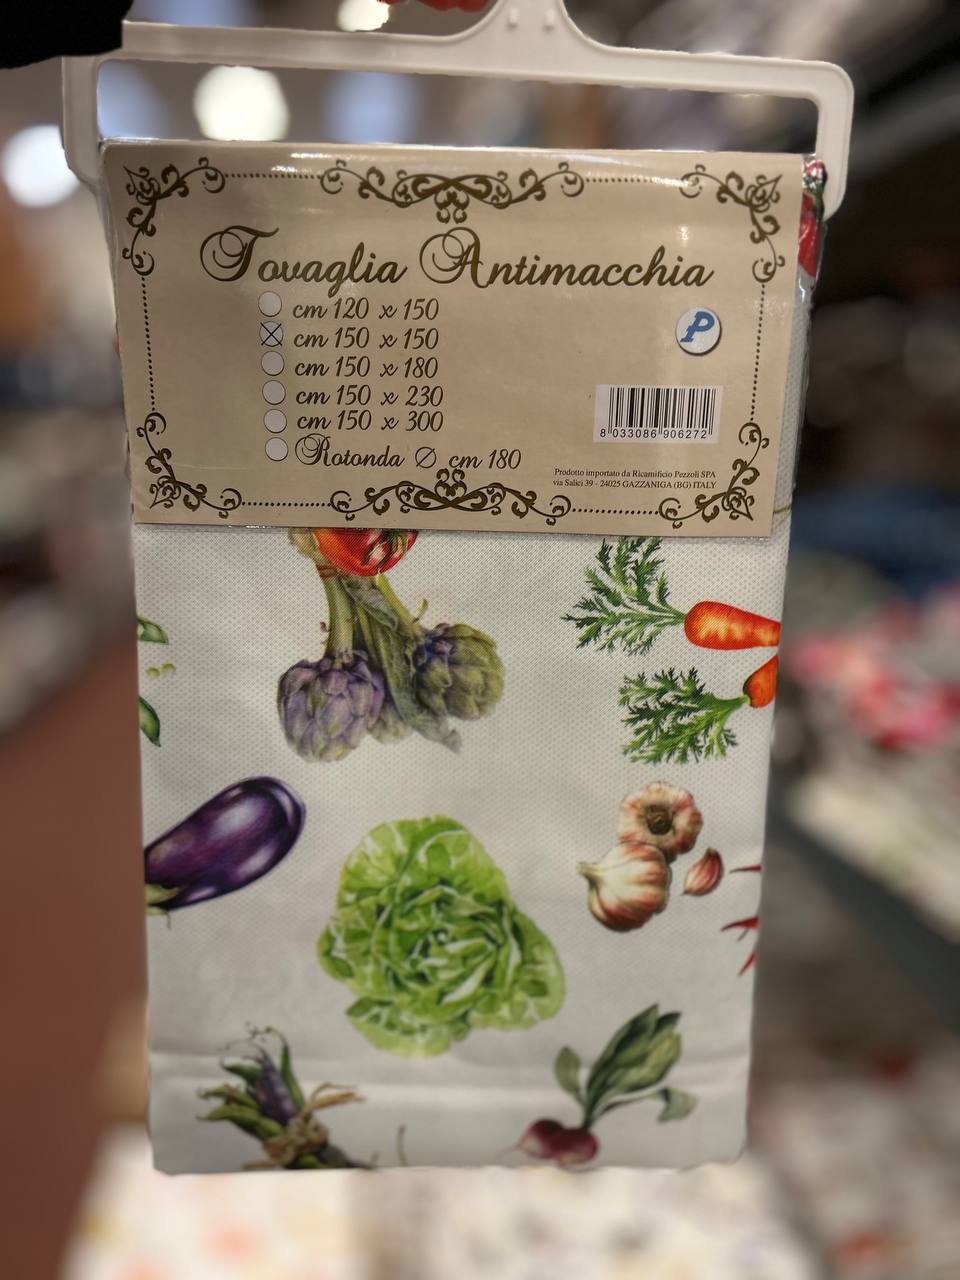 Tovaglia Antimacchia
cm 120 x 150
cm 150 x 150
cm 150 x 180
cm 150 x 230
cm 150 x 300
Rotonda Ø cm 180
P
8 033086 906272
Prodotto importato da Ricamificio Pezzoli SPA
via Salici 39 - 24025 GAZZANIGA (BG) ITALY